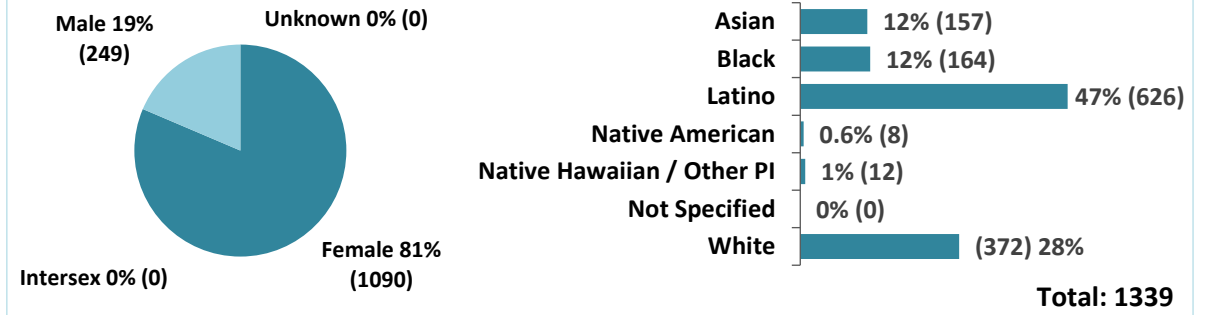 Male 19%
(249)
Unknown 0% (0)
Female 81%
(1090)
Intersex 0% (0)
Asian 12% (157)
Black 12% (164)
Latino 47% (626)
Native American 0.6% (8)
Native Hawaiian / Other PI 1% (12)
Not Specified 0% (0)
White (372) 28%
Total: 1339